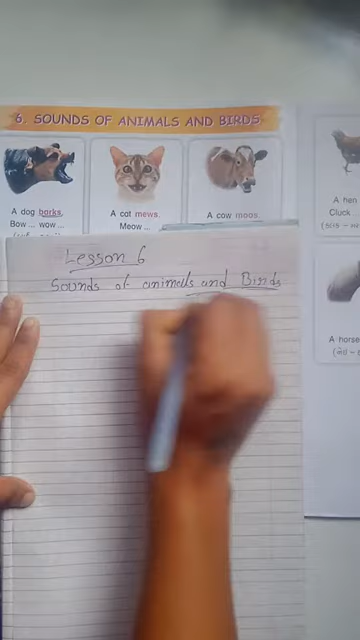 6. SOUNDS OF ANIMALS AND BIRDS
A dog barks.
Bow ... wow ...
A cat mews.
Meow ...
A cow moos.
A hen
Cluck
A horse
Lesson 6
Sounds of animals and Birds